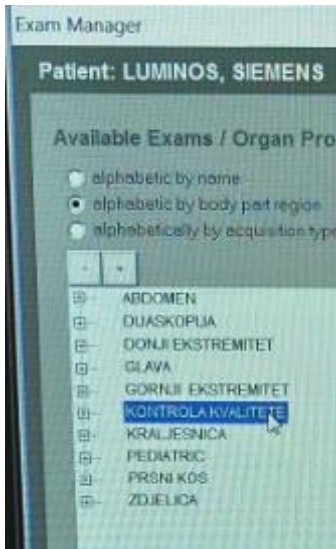 Exam Manager
Patient: LUMINOS, SIEMENS
Available Exams / Organ Pro
alphabetic by name
alphabetic by body part region
alphabetically by acquisition type
- +
ABDOMEN
DIJASKOPIJA
DONJI EKSTREMITET
GLAVA
GORNJI EKSTREMITET
KONTROLA KVALITETE
KRALJESNICA
PEDIATRIC
PRSNI KOS
ZDJELICA